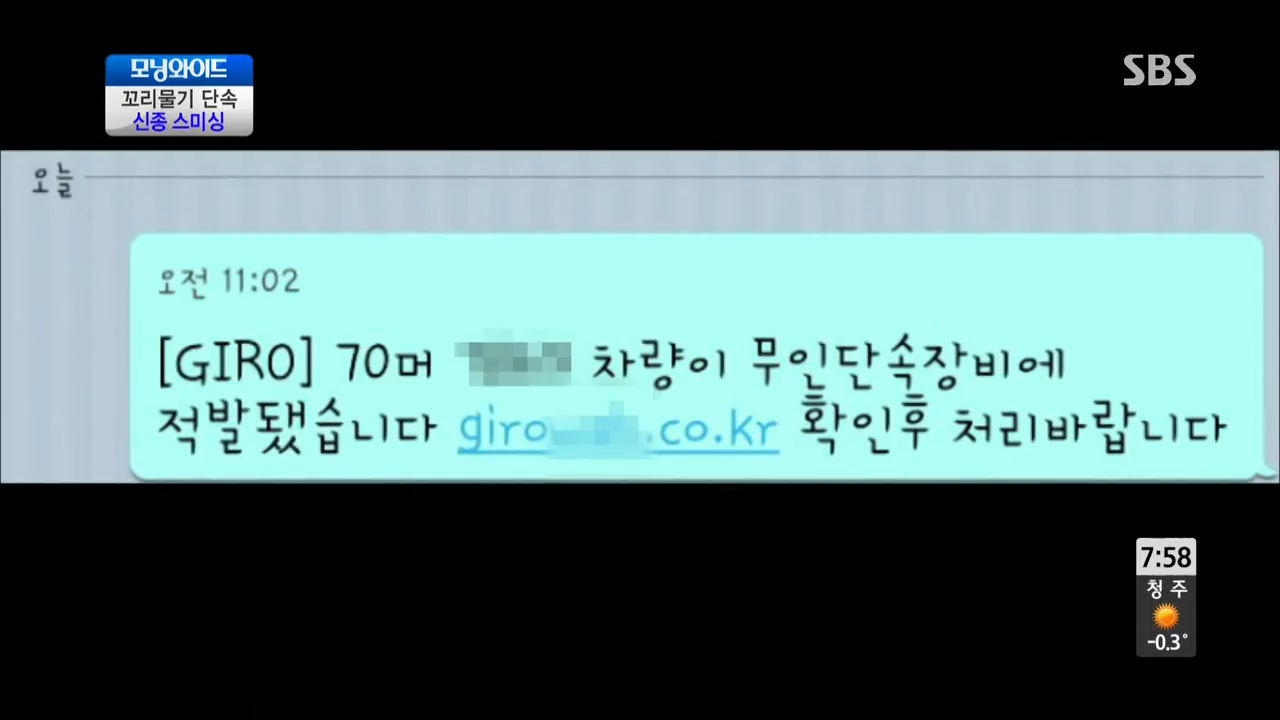 모닝와이드
꼬리물기 단속
신종 스미싱
SBS
오늘
오전 11:02
[GIRO] 70머 차량이 무인단속장비에
적발됐습니다 giro .co.kr 확인후 처리바랍니다
7:58
청주
-0.3°